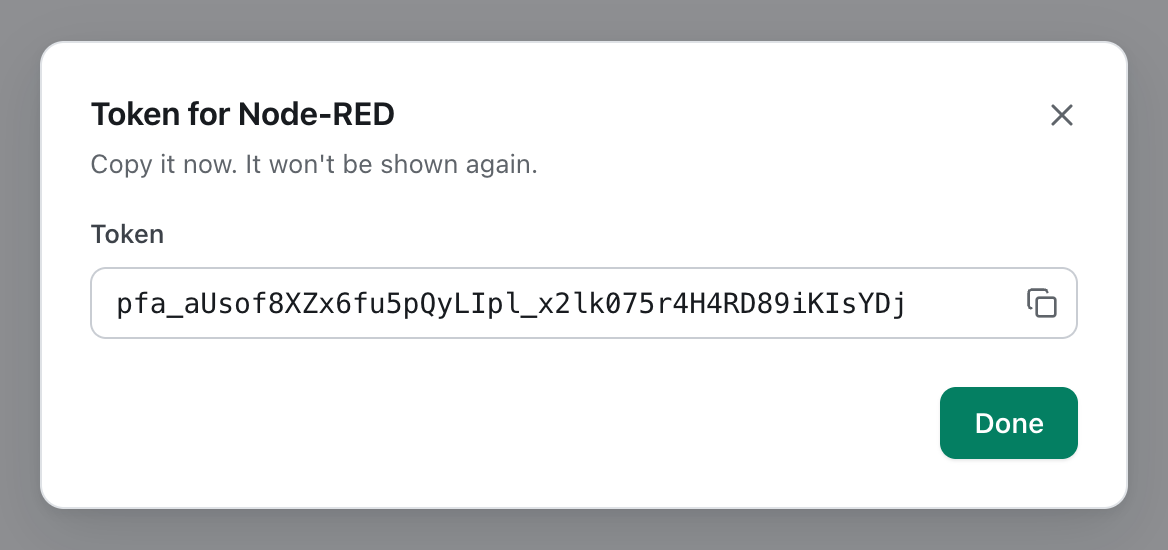 Token for Node-RED
Copy it now. It won't be shown again.
Token
pfa_aUsof8XZx6fu5pQyLIpl_x2lk075r4H4RD89iKIsYDj
Done